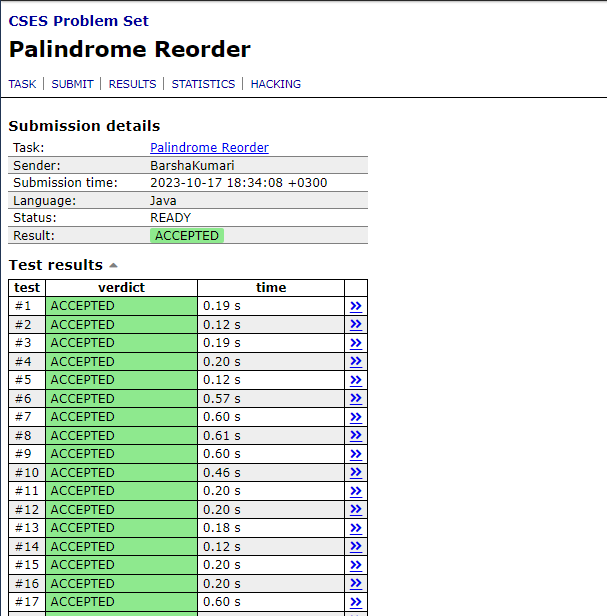 CSES Problem Set
Palindrome Reorder
TASK | SUBMIT | RESULTS | STATISTICS | HACKING
Submission details
Task: Palindrome Reorder
Sender: BarshaKumari
Submission time: 2023-10-17 18:34:08 +0300
Language: Java
Status: READY
Result: ACCEPTED
Test results
test verdict time
#1 ACCEPTED 0.19 s »
#2 ACCEPTED 0.12 s »
#3 ACCEPTED 0.19 s »
#4 ACCEPTED 0.20 s »
#5 ACCEPTED 0.12 s »
#6 ACCEPTED 0.57 s »
#7 ACCEPTED 0.60 s »
#8 ACCEPTED 0.61 s »
#9 ACCEPTED 0.60 s »
#10 ACCEPTED 0.46 s »
#11 ACCEPTED 0.20 s »
#12 ACCEPTED 0.20 s »
#13 ACCEPTED 0.18 s »
#14 ACCEPTED 0.12 s »
#15 ACCEPTED 0.20 s »
#16 ACCEPTED 0.20 s »
#17 ACCEPTED 0.60 s »